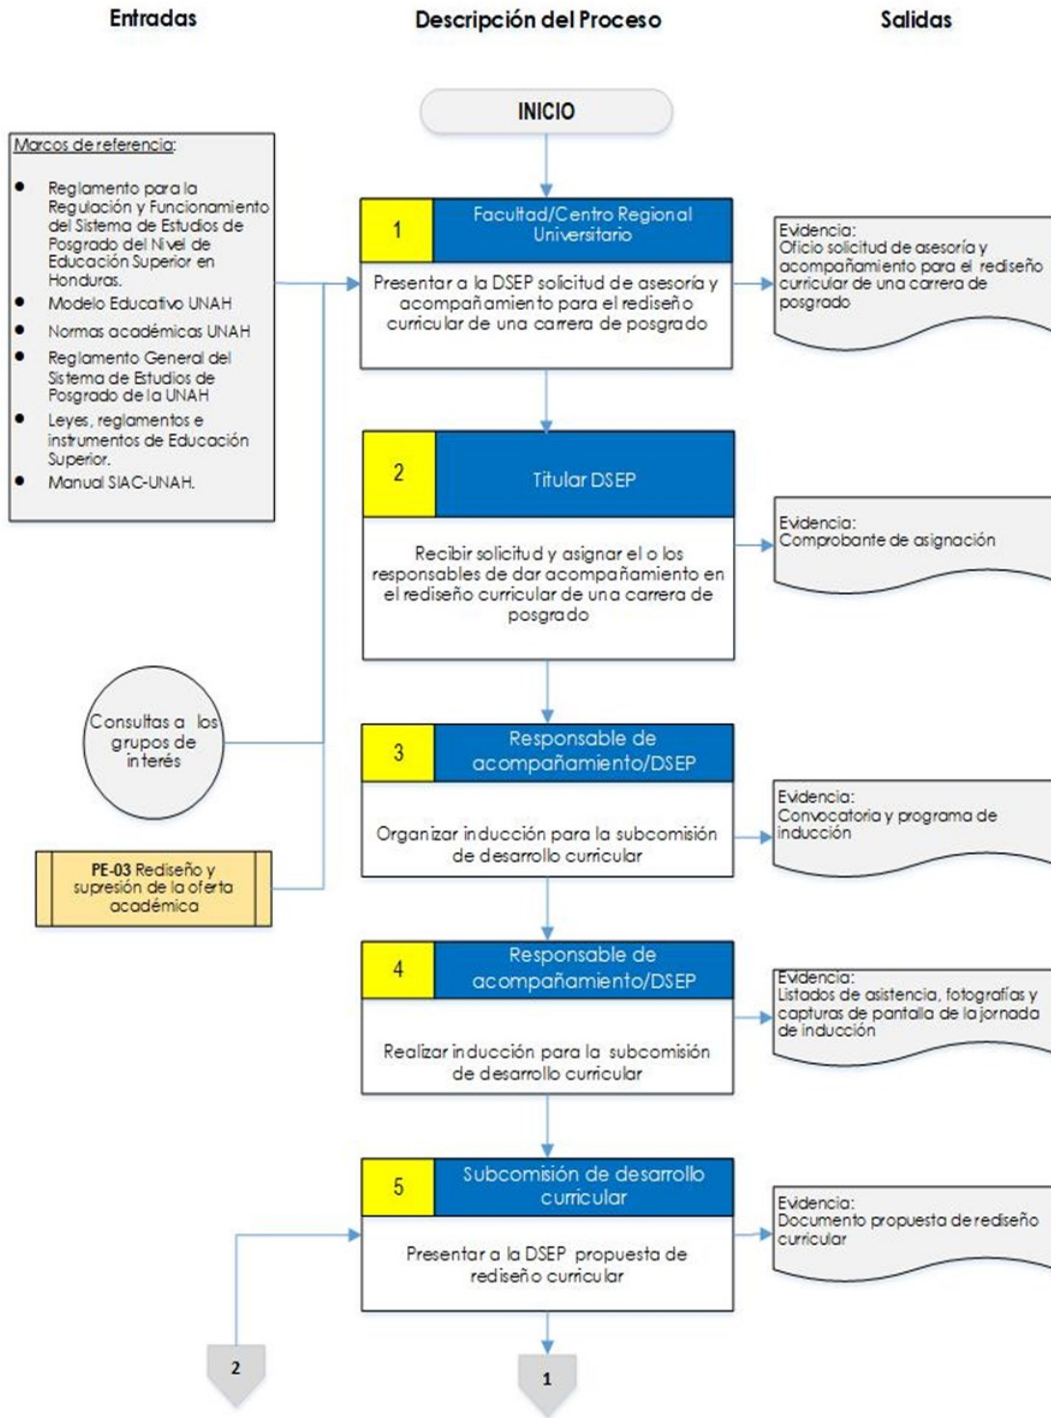 Entradas
Descripción del Proceso
Salidas
INICIO
Marcos de referencia:
● Reglamento para la
Regulación y Funcionamiento
del Sistema de Estudios de
Posgrado del Nivel de
Educación Superior en
Honduras.
● Modelo Educativo UNAH
● Normas académicas UNAH
● Reglamento General del
Sistema de Estudios de
Posgrado de la UNAH
● Leyes, reglamentos e
instrumentos de Educación
Superior.
● Manual SIAC-UNAH.
Consultas a los
grupos de
interés
PE-03 Rediseño y
supresión de la oferta
académica
1
Facultad/Centro Regional
Universitario
Presentar a la DSEP solicitud de asesoría y
acompañamiento para el rediseño
curricular de una carrera de posgrado
Evidencia:
Oficio solicitud de asesoría y
acompañamiento para el rediseño
curricular de una carrera de
posgrado
2
Titular DSEP
Recibir solicitud y asignar el o los
responsables de dar acompañamiento en
el rediseño curricular de una carrera de
posgrado
Evidencia:
Comprobante de asignación
3
Responsable de
acompañamiento/DSEP
Organizar inducción para la subcomisión
de desarrollo curricular
Evidencia:
Convocatoria y programa de
inducción
4
Responsable de
acompañamiento/DSEP
Realizar inducción para la subcomisión
de desarrollo curricular
Evidencia:
Listados de asistencia, fotografías y
capturas de pantalla de la jornada
de inducción
5
Subcomisión de desarrollo
curricular
Presentar a la DSEP propuesta de
rediseño curricular
Evidencia:
Documento propuesta de rediseño
curricular
2
1